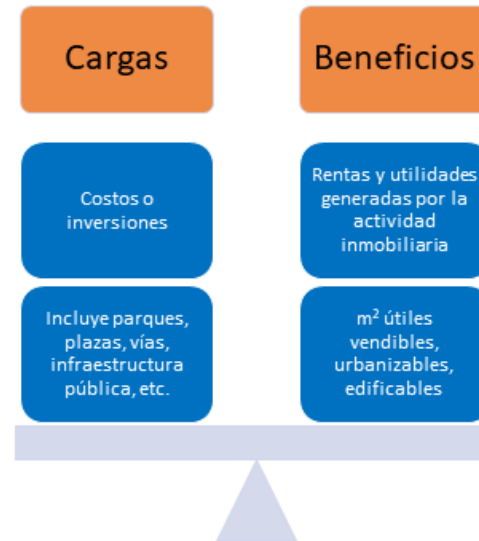 Cargas
Beneficios
Costos o
inversiones
Rentas y utilidades
generadas por la
actividad
inmobiliaria
Incluye parques,
plazas, vías,
infraestructura
pública, etc.
m² útiles
vendibles,
urbanizables,
edificables